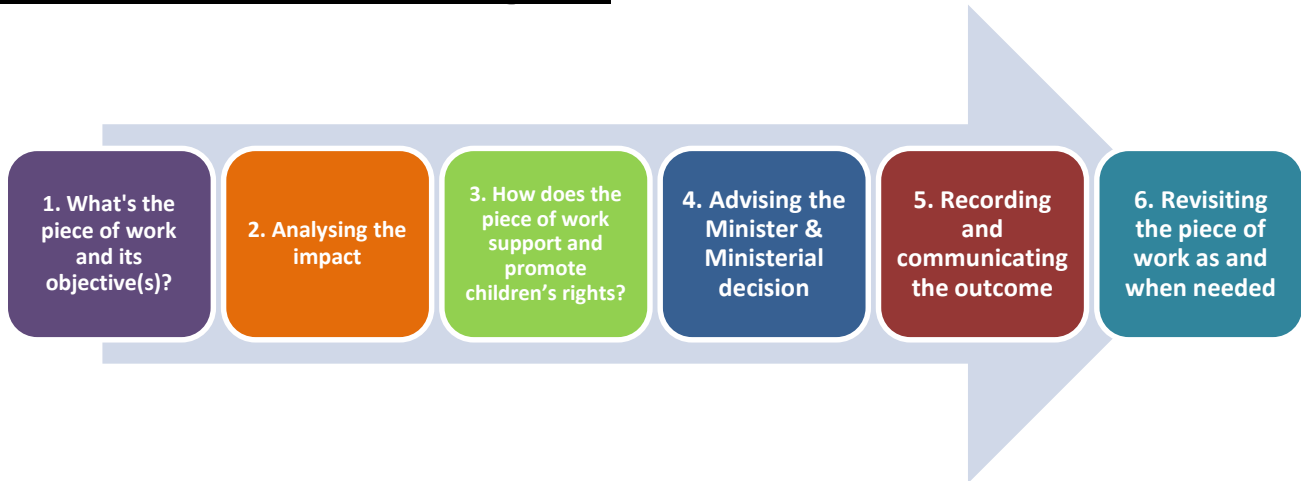 1. What's the
piece of work
and its
objective(s)?
2. Analysing the
impact
3. How does the
piece of work
support and
promote
children’s rights?
4. Advising the
Minister &
Ministerial
decision
5. Recording
and
communicating
the outcome
6. Revisiting
the piece of
work as and
when needed